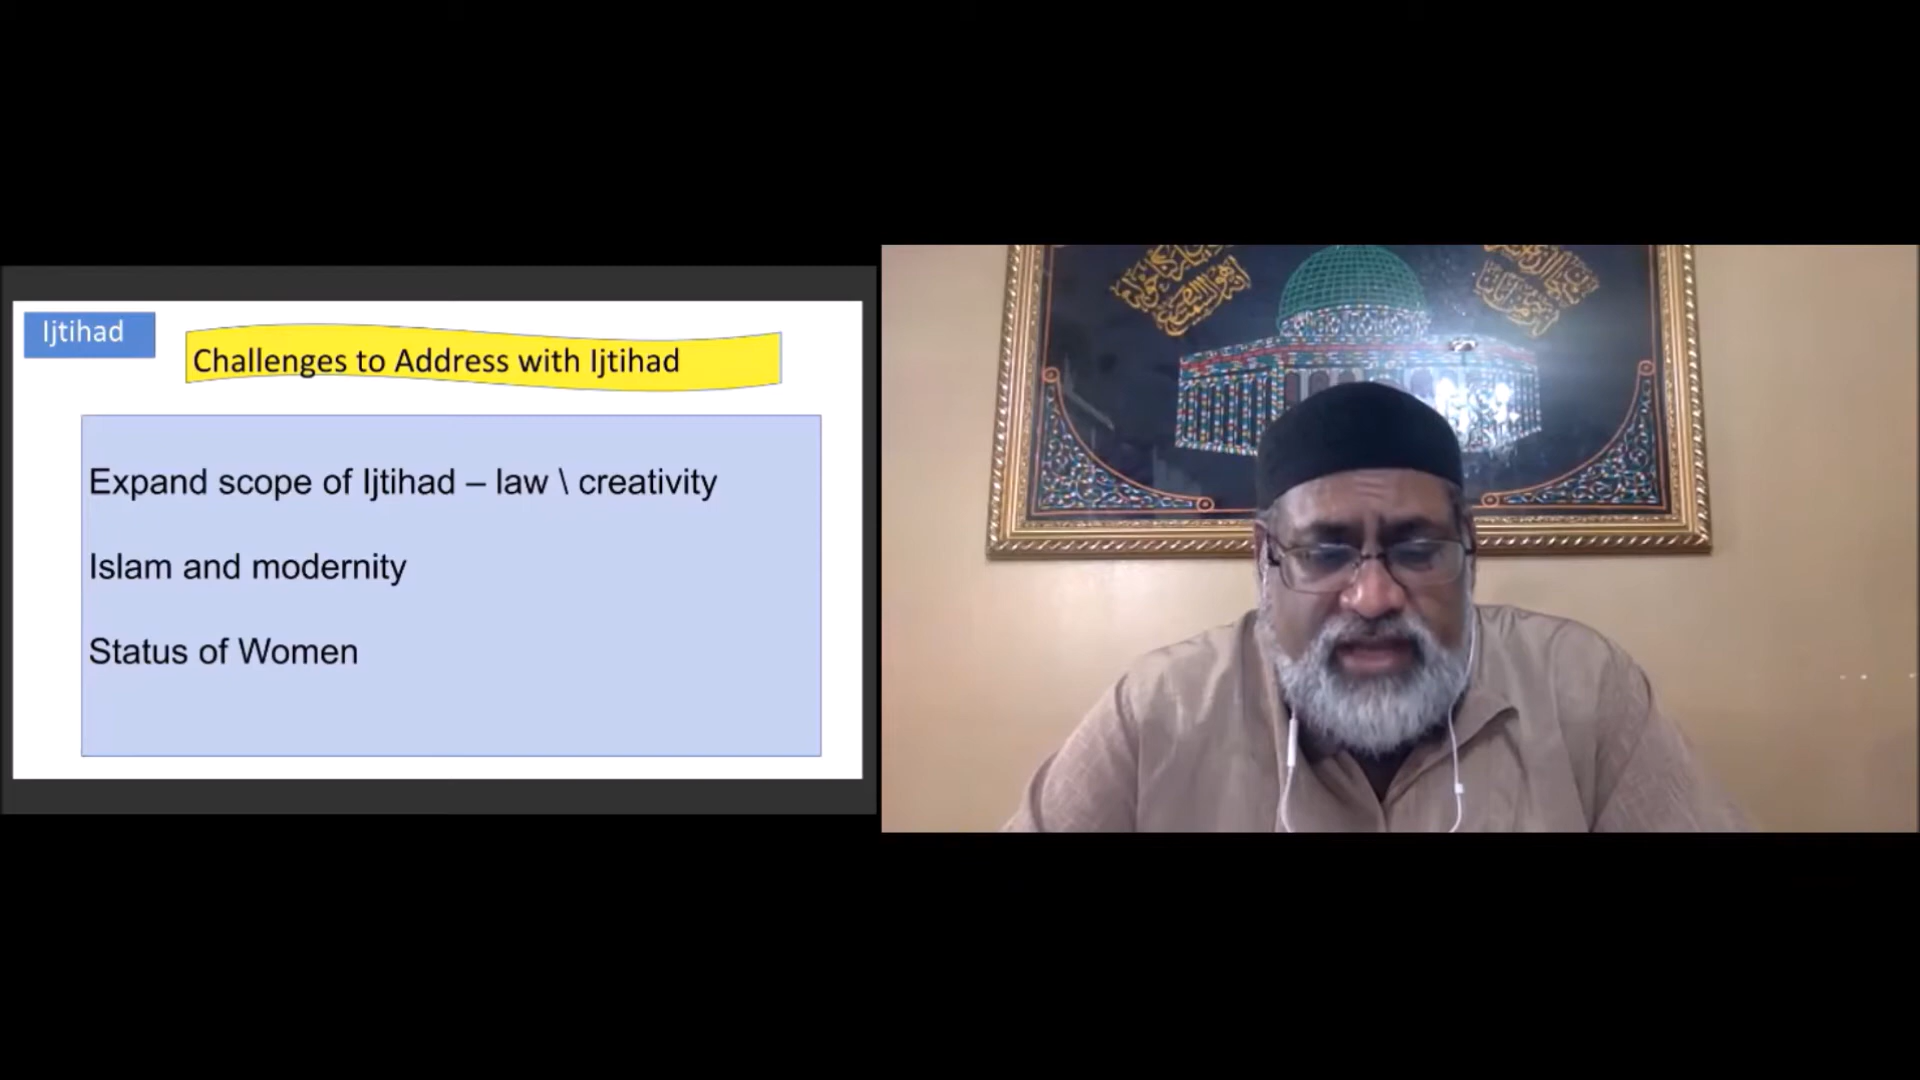 Ijtihad
Challenges to Address with Ijtihad
Expand scope of Ijtihad – law \ creativity
Islam and modernity
Status of Women